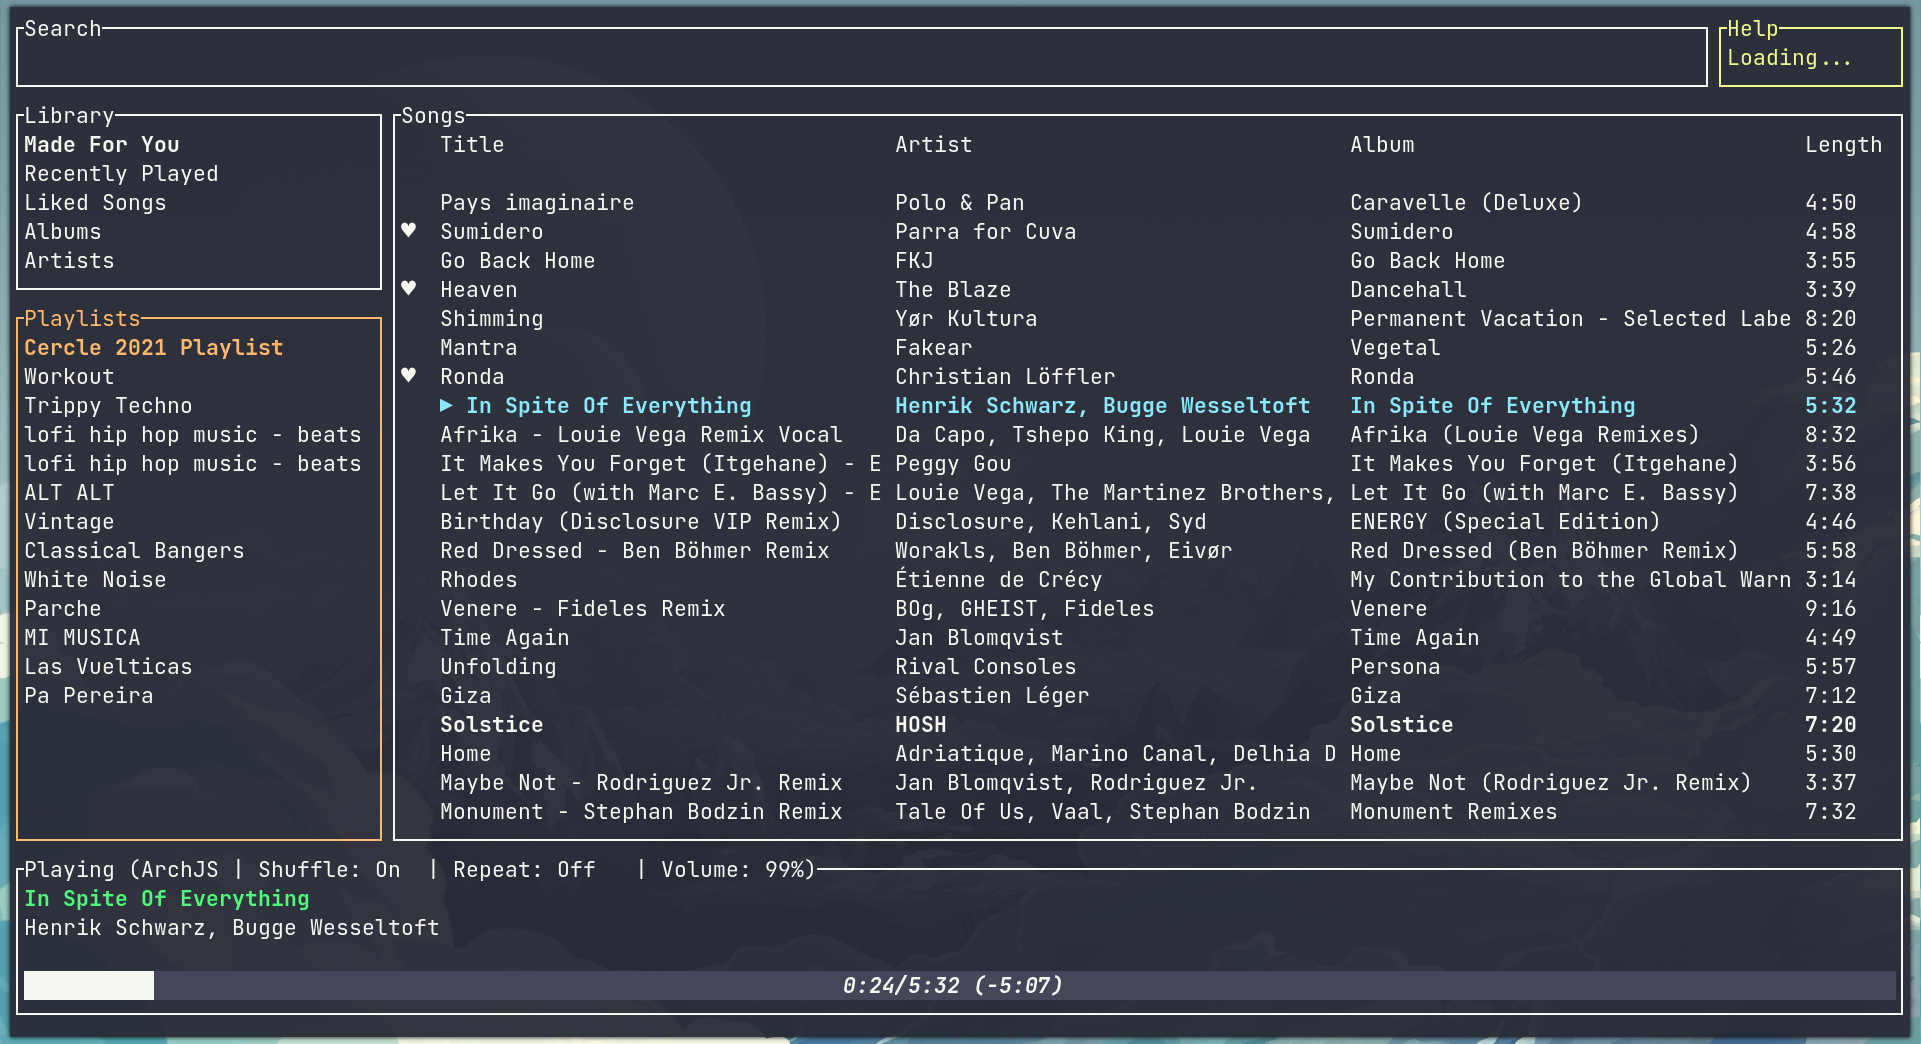 Search
Help
Loading...
Library
Made For You
Recently Played
Liked Songs
Albums
Artists
Playlists
Cercle 2021 Playlist
Workout
Trippy Techno
lofi hip hop music - beats
lofi hip hop music - beats
ALT ALT
Vintage
Classical Bangers
White Noise
Parche
MI MUSICA
Las Vuelticas
Pa Pereira
Songs
Title Artist Album Length
Pays imaginaire Polo & Pan Caravelle (Deluxe) 4:50
♥ Sumidero Parra for Cuva Sumidero 4:58
Go Back Home FKJ Go Back Home 3:55
♥ Heaven The Blaze Dancehall 3:39
Shimming Yør Kultura Permanent Vacation - Selected Labe 8:20
Mantra Fakear Vegetal 5:26
♥ Ronda Christian Löffler Ronda 5:46
▶ In Spite Of Everything Henrik Schwarz, Bugge Wesseltoft In Spite Of Everything 5:32
Afrika - Louie Vega Remix Vocal Da Capo, Tshepo King, Louie Vega Afrika (Louie Vega Remixes) 8:32
It Makes You Forget (Itgehane) - E Peggy Gou It Makes You Forget (Itgehane) 3:56
Let It Go (with Marc E. Bassy) - E Louie Vega, The Martinez Brothers, Let It Go (with Marc E. Bassy) 7:38
Birthday (Disclosure VIP Remix) Disclosure, Kehlani, Syd ENERGY (Special Edition) 4:46
Red Dressed - Ben Böhmer Remix Worakls, Ben Böhmer, Eivør Red Dressed (Ben Böhmer Remix) 5:58
Rhodes Étienne de Crécy My Contribution to the Global Warn 3:14
Venere - Fideles Remix BOg, GHEIST, Fideles Venere 9:16
Time Again Jan Blomqvist Time Again 4:49
Unfolding Rival Consoles Persona 5:57
Giza Sébastien Léger Giza 7:12
Solstice HOSH Solstice 7:20
Home Adriatique, Marino Canal, Delhia D Home 5:30
Maybe Not - Rodriguez Jr. Remix Jan Blomqvist, Rodriguez Jr. Maybe Not (Rodriguez Jr. Remix) 3:37
Monument - Stephan Bodzin Remix Tale Of Us, Vaal, Stephan Bodzin Monument Remixes 7:32
Playing (ArchJS | Shuffle: On | Repeat: Off | Volume: 99%)
In Spite Of Everything
Henrik Schwarz, Bugge Wesseltoft
0:24/5:32 (-5:07)